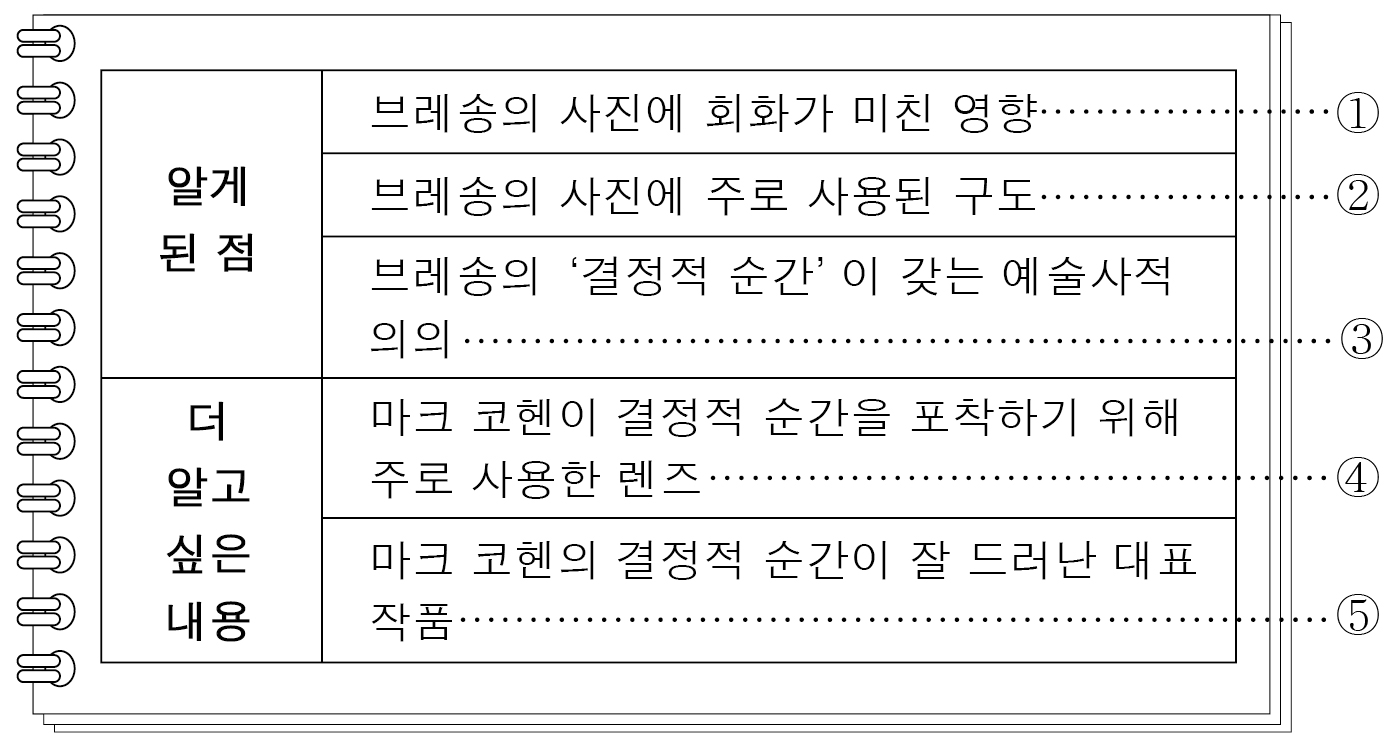 알게
된 점
브레송의 사진에 회화가 미친 영향 ①
브레송의 사진에 주로 사용된 구도 ②
브레송의 ‘결정적 순간’ 이 갖는 예술사적
의의 ③
더
알고
싶은
내용
마크 코헨이 결정적 순간을 포착하기 위해
주로 사용한 렌즈 ④
마크 코헨의 결정적 순간이 잘 드러난 대표
작품 ⑤